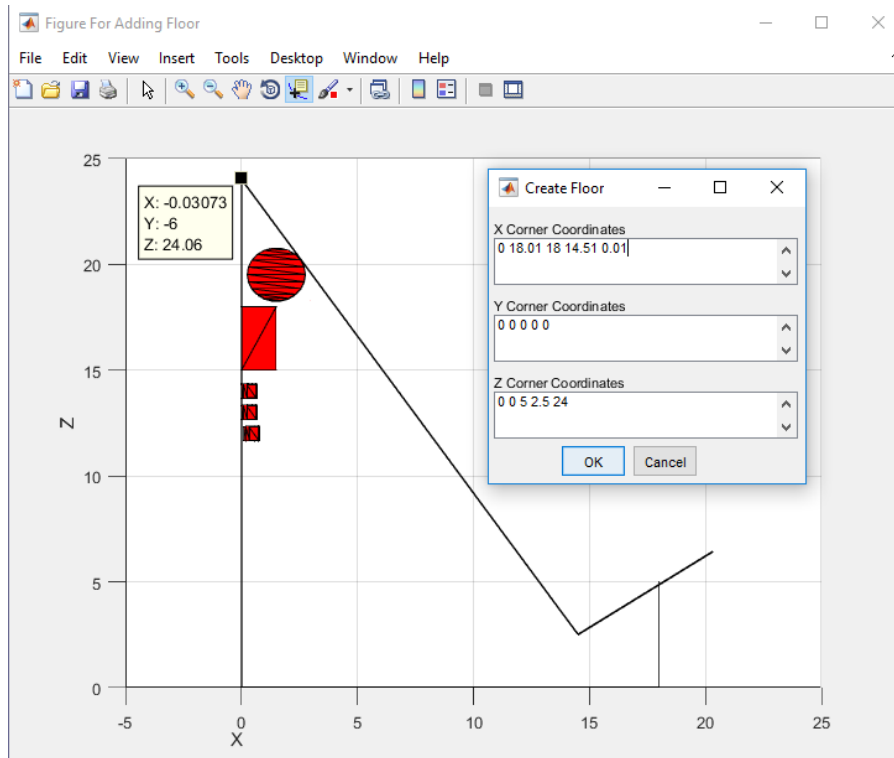 Figure For Adding Floor
File Edit View Insert Tools Desktop Window Help
25
20
15
10
5
0
Z
-5 0 5 10 15 20 25
X
X: -0.03073
Y: -6
Z: 24.06
Create Floor
X Corner Coordinates
0 18.01 18 14.51 0.01
Y Corner Coordinates
0 0 0 0 0
Z Corner Coordinates
0 0 5 2.5 24
OK Cancel